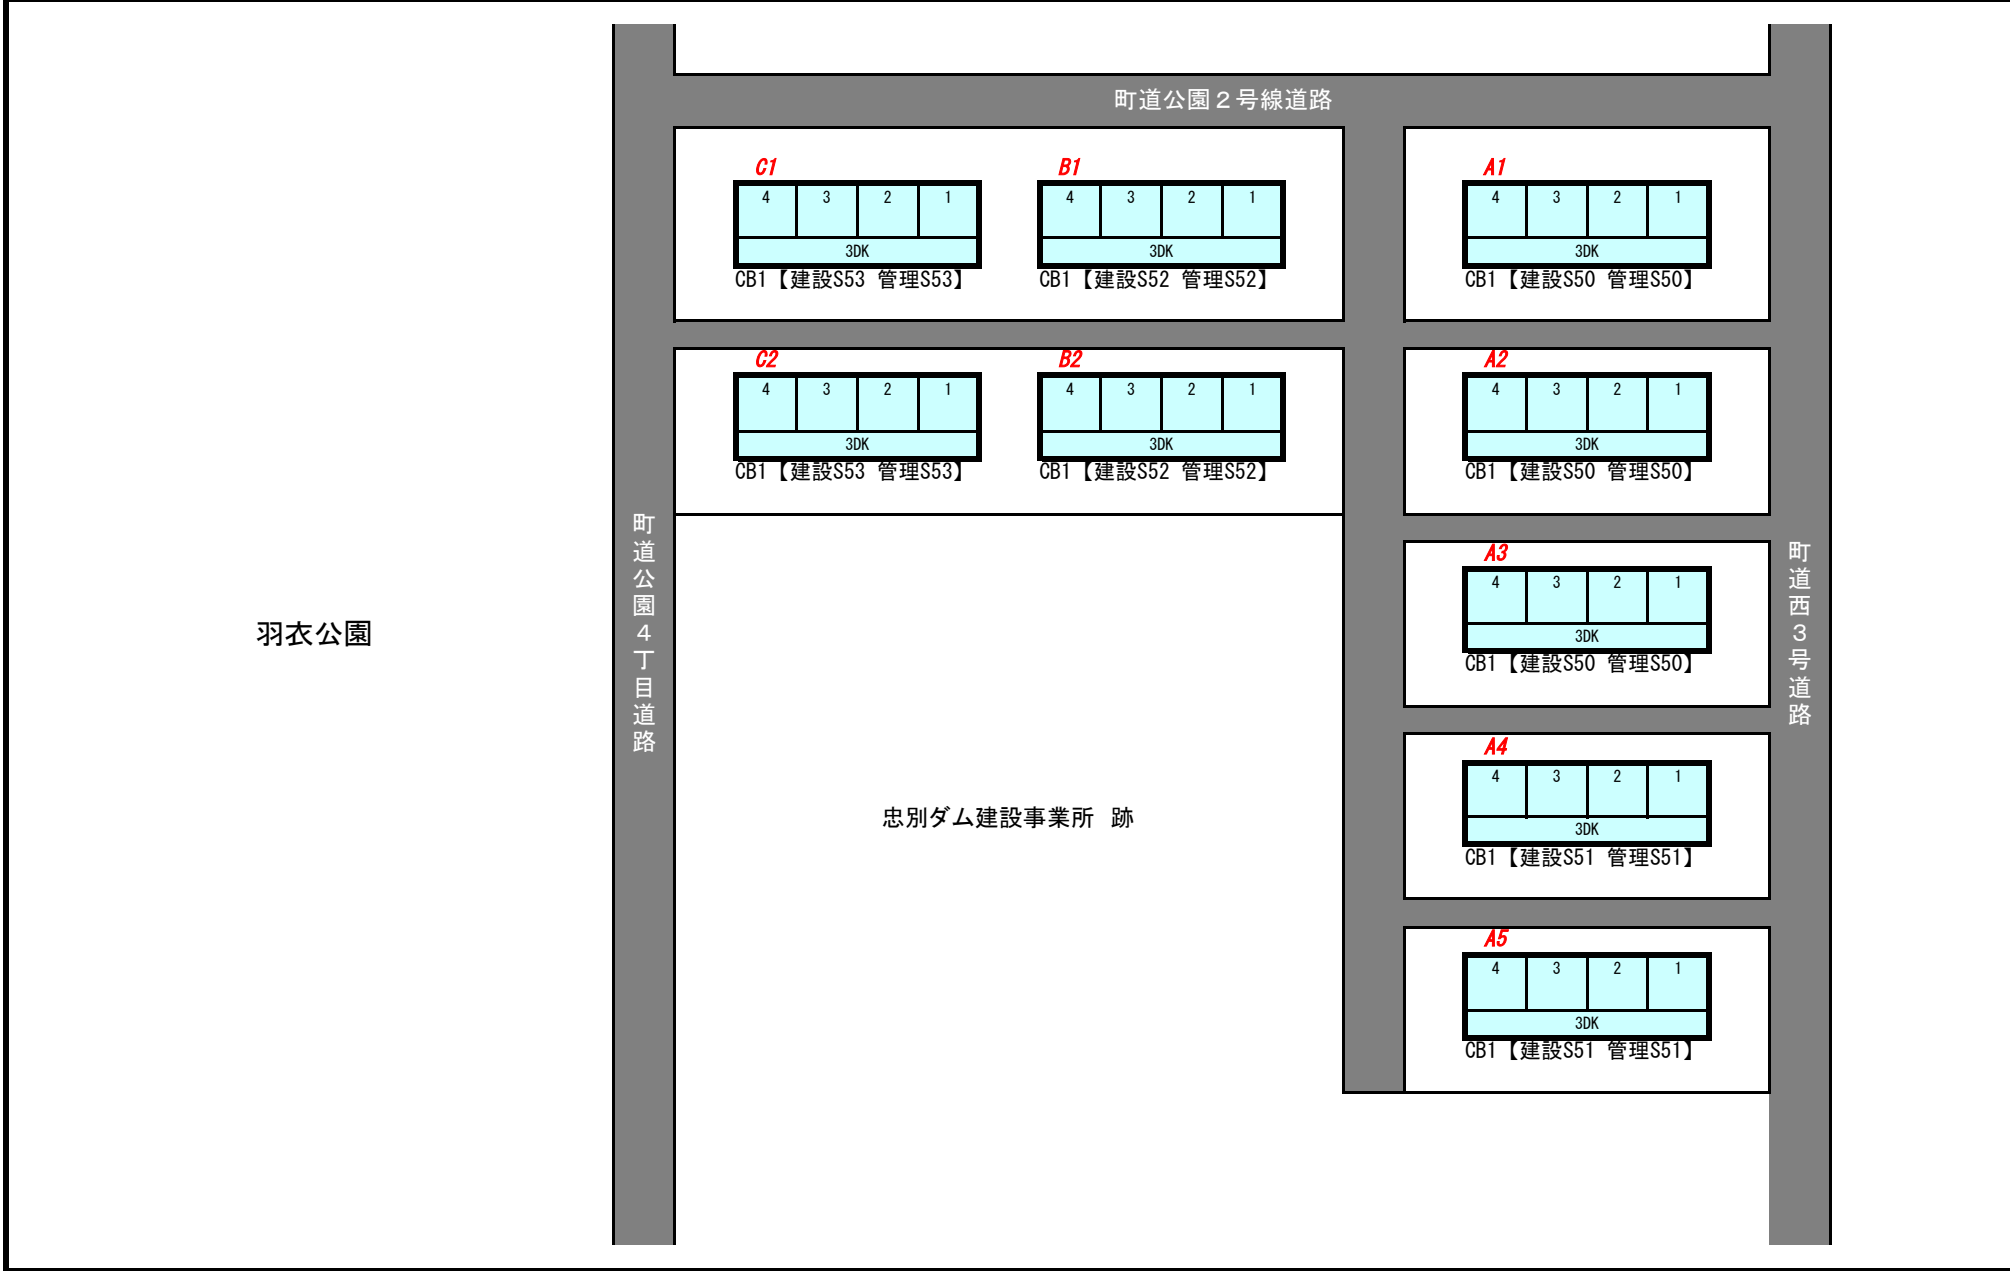 町道公園２号線道路
C1
4 3 2 1
3DK
CB1【建設S53 管理S53】
B1
4 3 2 1
3DK
CB1【建設S52 管理S52】
A1
4 3 2 1
3DK
CB1【建設S50 管理S50】
C2
4 3 2 1
3DK
CB1【建設S53 管理S53】
B2
4 3 2 1
3DK
CB1【建設S52 管理S52】
A2
4 3 2 1
3DK
CB1【建設S50 管理S50】
A3
4 3 2 1
3DK
CB1【建設S50 管理S50】
A4
4 3 2 1
3DK
CB1【建設S51 管理S51】
A5
4 3 2 1
3DK
CB1【建設S51 管理S51】
町道公園４丁目道路
町道西３号道路
羽衣公園
忠別ダム建設事業所　跡